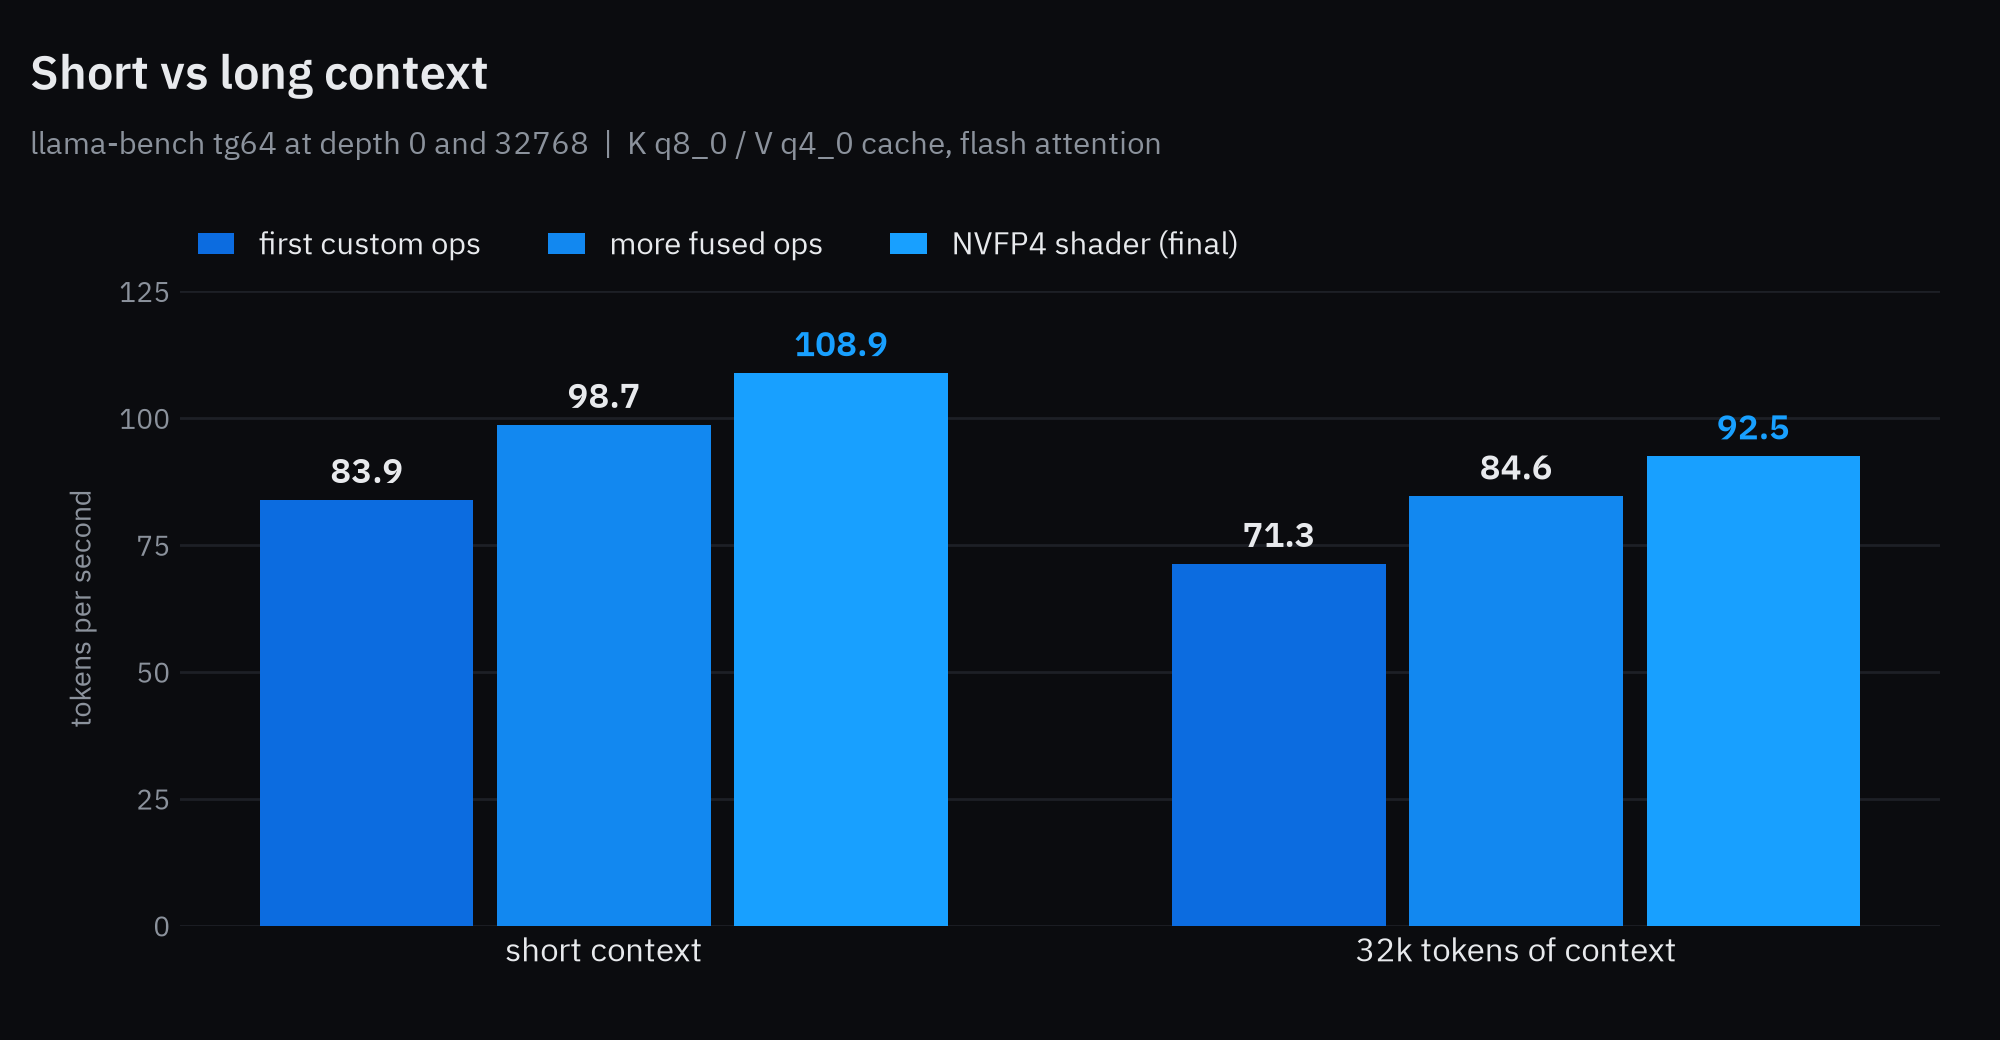 Short vs long context
llama-bench tg64 at depth 0 and 32768 | K q8_0 / V q4_0 cache, flash attention
first custom ops
more fused ops
NVFP4 shader (final)
tokens per second
125
100
75
50
25
0
83.9
98.7
108.9
71.3
84.6
92.5
short context
32k tokens of context